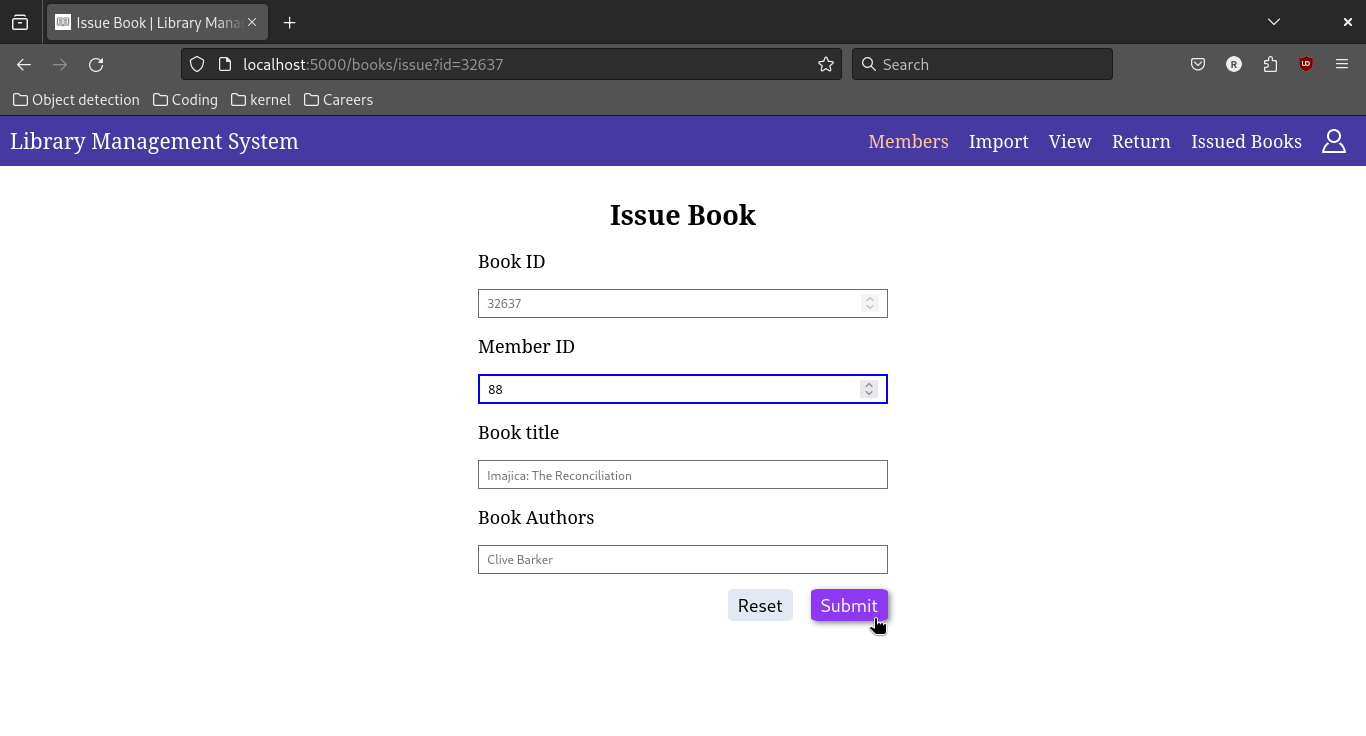 Issue Book | Library Mana
localhost:5000/books/issue?id=32637
Search
R
UO
Object detection
Coding
kernel
Careers
Library Management System
Members
Import
View
Return
Issued Books
Issue Book
Book ID
32637
Member ID
88
Book title
Imajica: The Reconciliation
Book Authors
Clive Barker
Reset
Submit